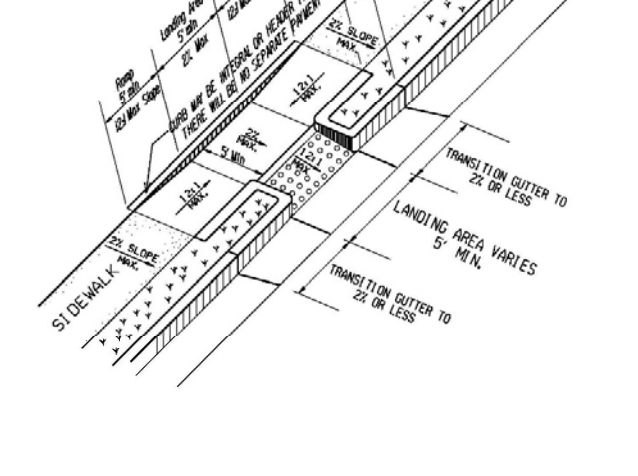 Landing Area
5' min
2% Max
Ramp
5' min
12:1 Max Slope
CURB MAY BE INTEGRAL OR HEADER
THERE WILL BE NO SEPARATE PAYMENT
2% SLOPE
MAX.
12:1
MAX.
2%
MAX.
5' Min
12:1
MAX.
12:1
MAX.
2% SLOPE
MAX.
SIDEWALK
TRANSITION GUTTER TO
2% OR LESS
LANDING AREA VARIES
5' MIN.
TRANSITION GUTTER TO
2% OR LESS